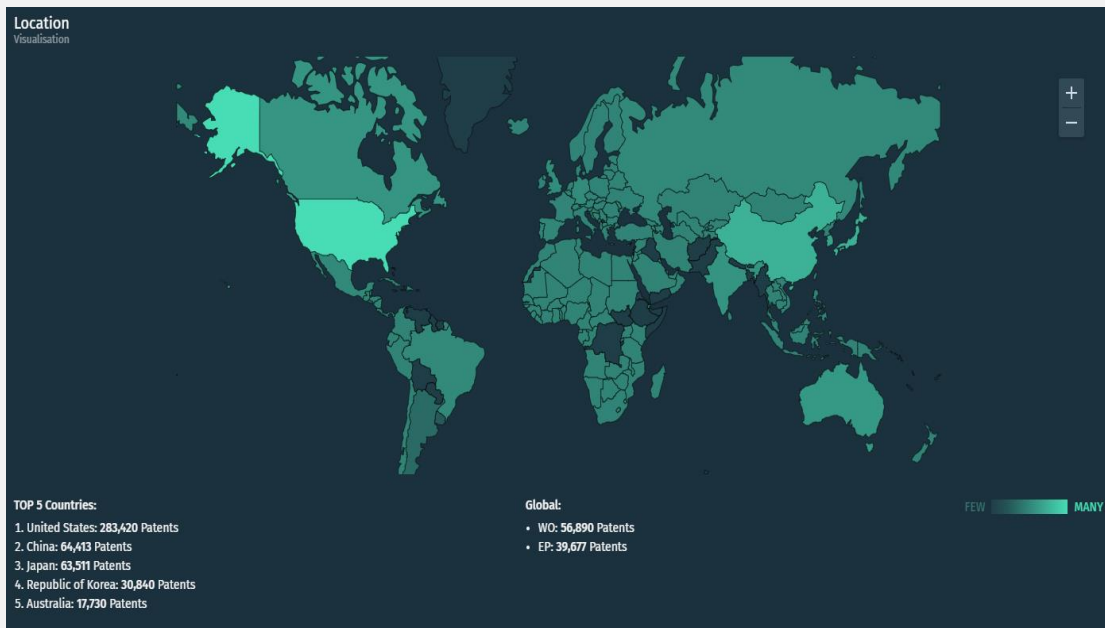 Location
Visualisation
+
−
TOP 5 Countries:
1. United States: 283,420 Patents
2. China: 64,413 Patents
3. Japan: 63,511 Patents
4. Republic of Korea: 30,840 Patents
5. Australia: 17,730 Patents
Global:
• WO: 56,890 Patents
• EP: 39,677 Patents
FEW MANY